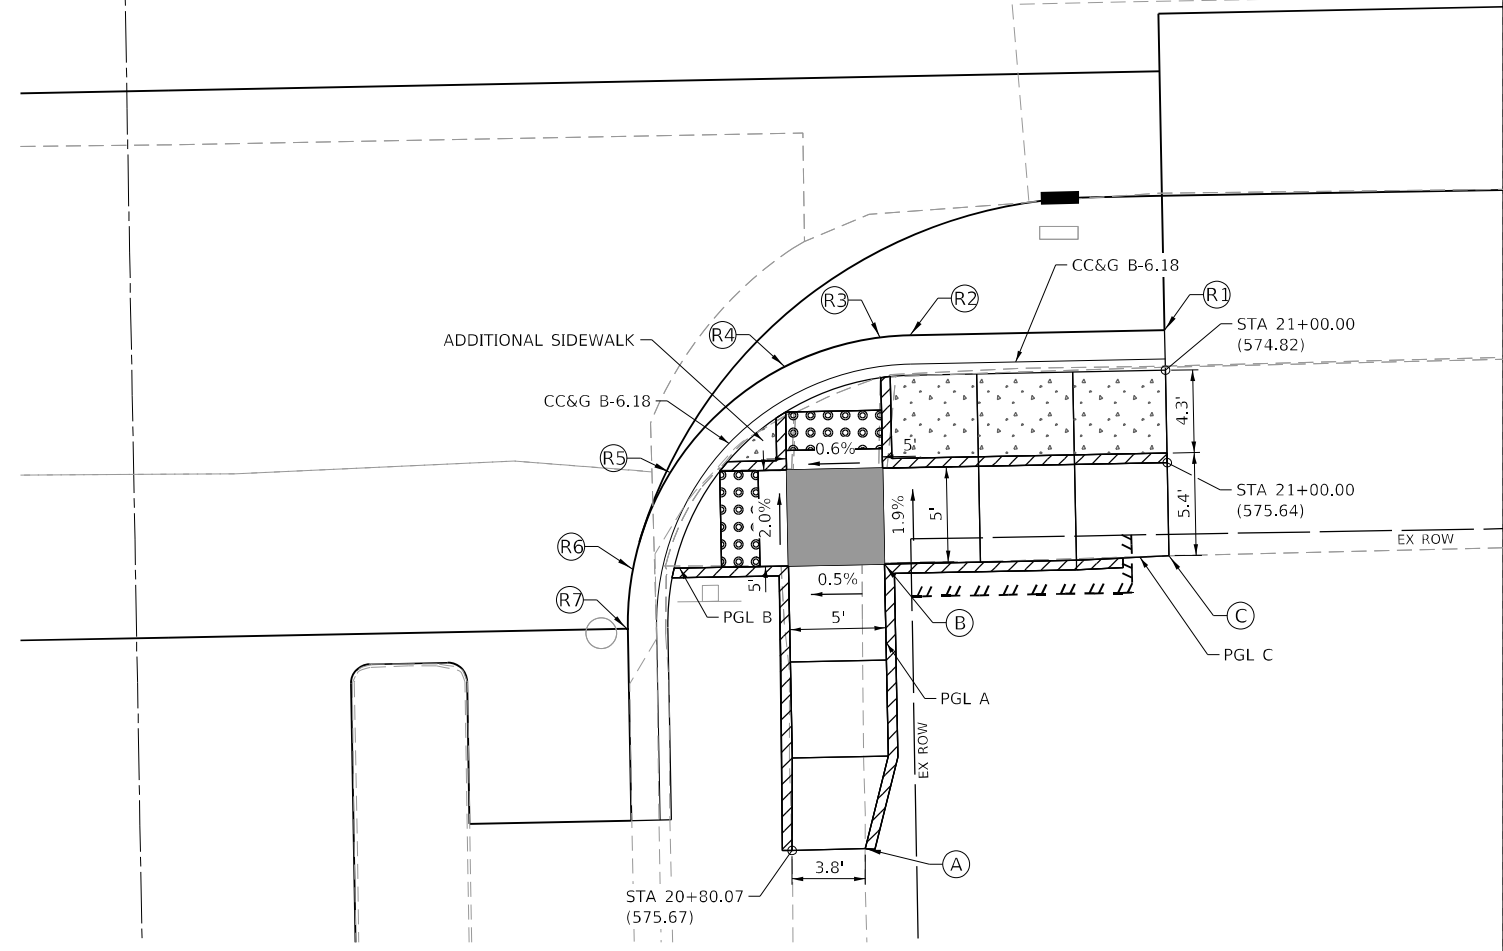 CC&G B-6.18
R3
R2
R1
STA 21+00.00
(574.82)
R4
ADDITIONAL SIDEWALK
CC&G B-6.18
4.3'
0.6%
5'
R5
STA 21+00.00
(575.64)
5.4'
2.0%
1.9%
5'
EX ROW
R6
0.5%
5'
R7
PGL B
5'
B
C
PGL C
PGL A
EX ROW
3.8'
A
STA 20+80.07
(575.67)